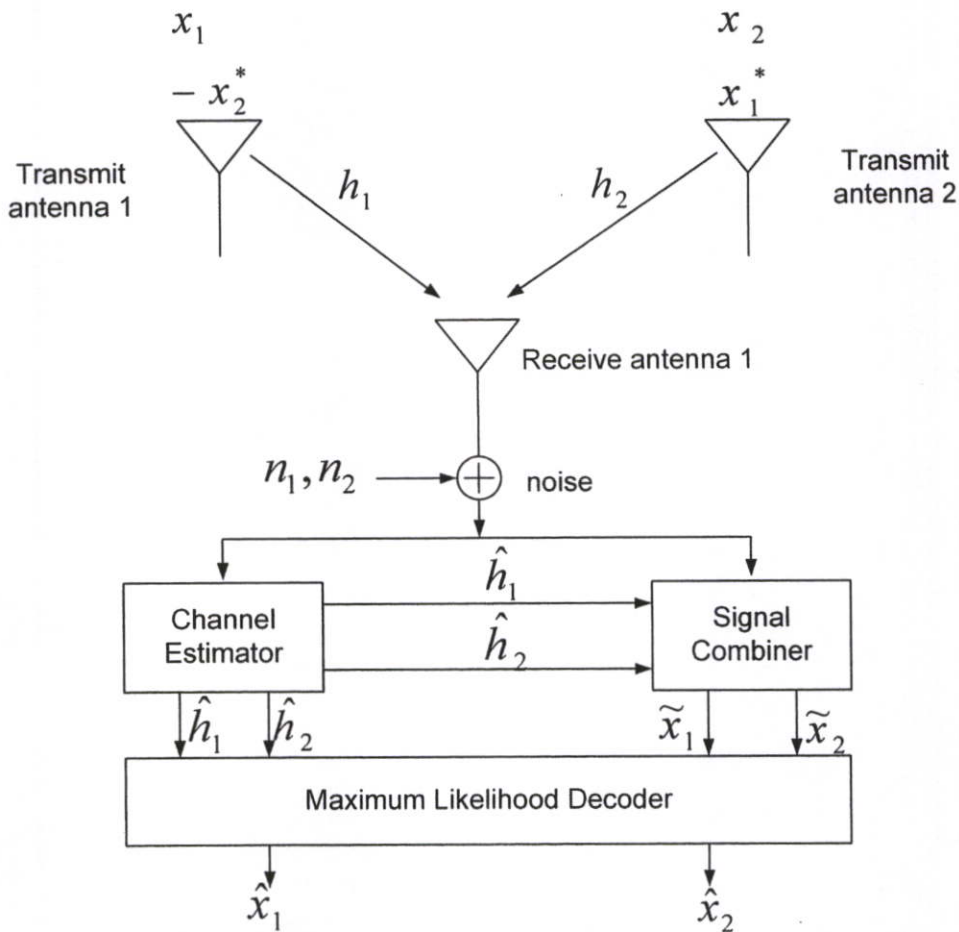 x₁ x₂
− x₂* x₁*
Transmit antenna 1
h₁ h₂
Transmit antenna 2
Receive antenna 1
n₁, n₂
noise
ĥ₁
ĥ₂
Channel Estimator
Signal Combiner
ĥ₁ ĥ₂ x̃₁ x̃₂
Maximum Likelihood Decoder
x̂₁ x̂₂